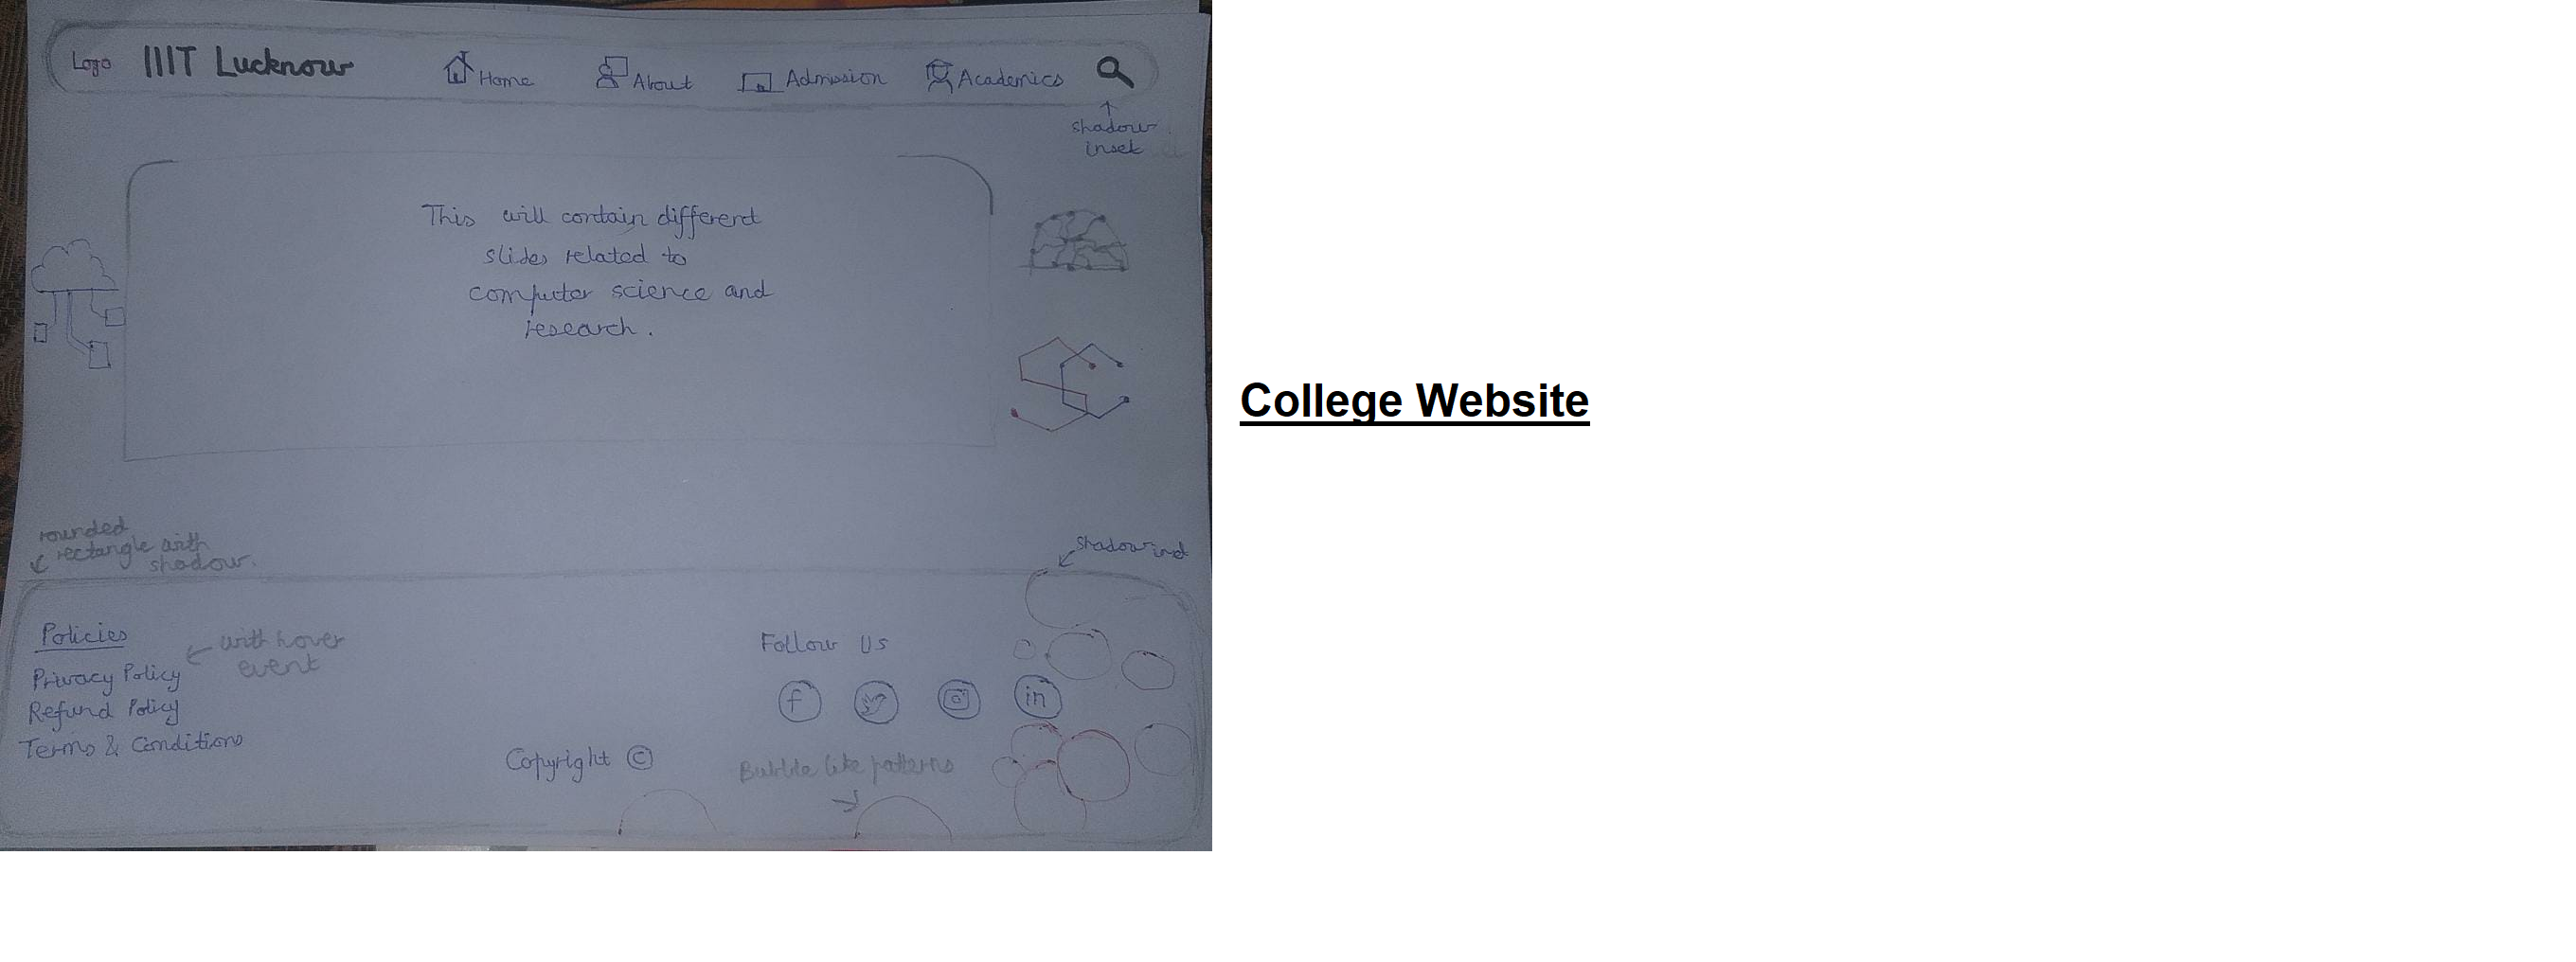 Logo IIIT Lucknow Home About Admission Academics
shadow
inset
This will contain different
slides related to
computer science and
research.
College Website
rounded
rectangle with
shadow.
shadow
Policies
with hover
event
Privacy Policy
Refund Policy
Terms & Conditions
Follow Us
f in
Copyright ©
Bubble like patterns